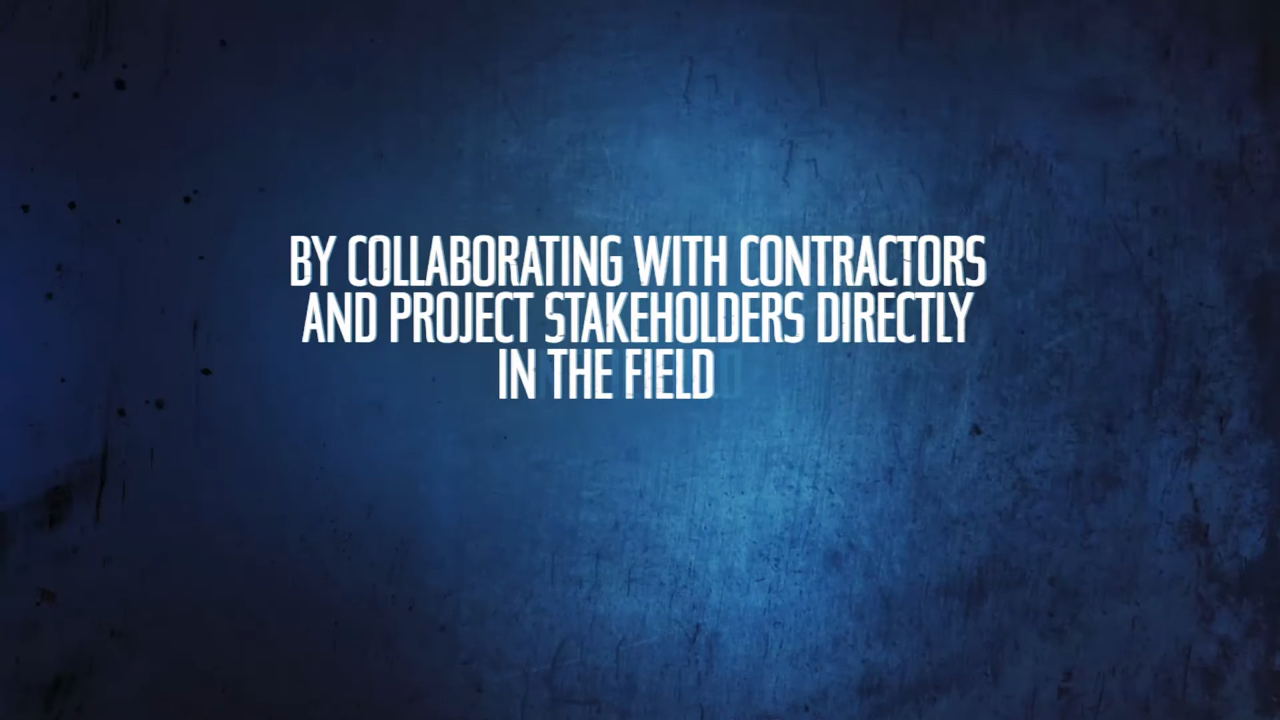 BY COLLABORATING WITH CONTRACTORS
AND PROJECT STAKEHOLDERS DIRECTLY
IN THE FIELD